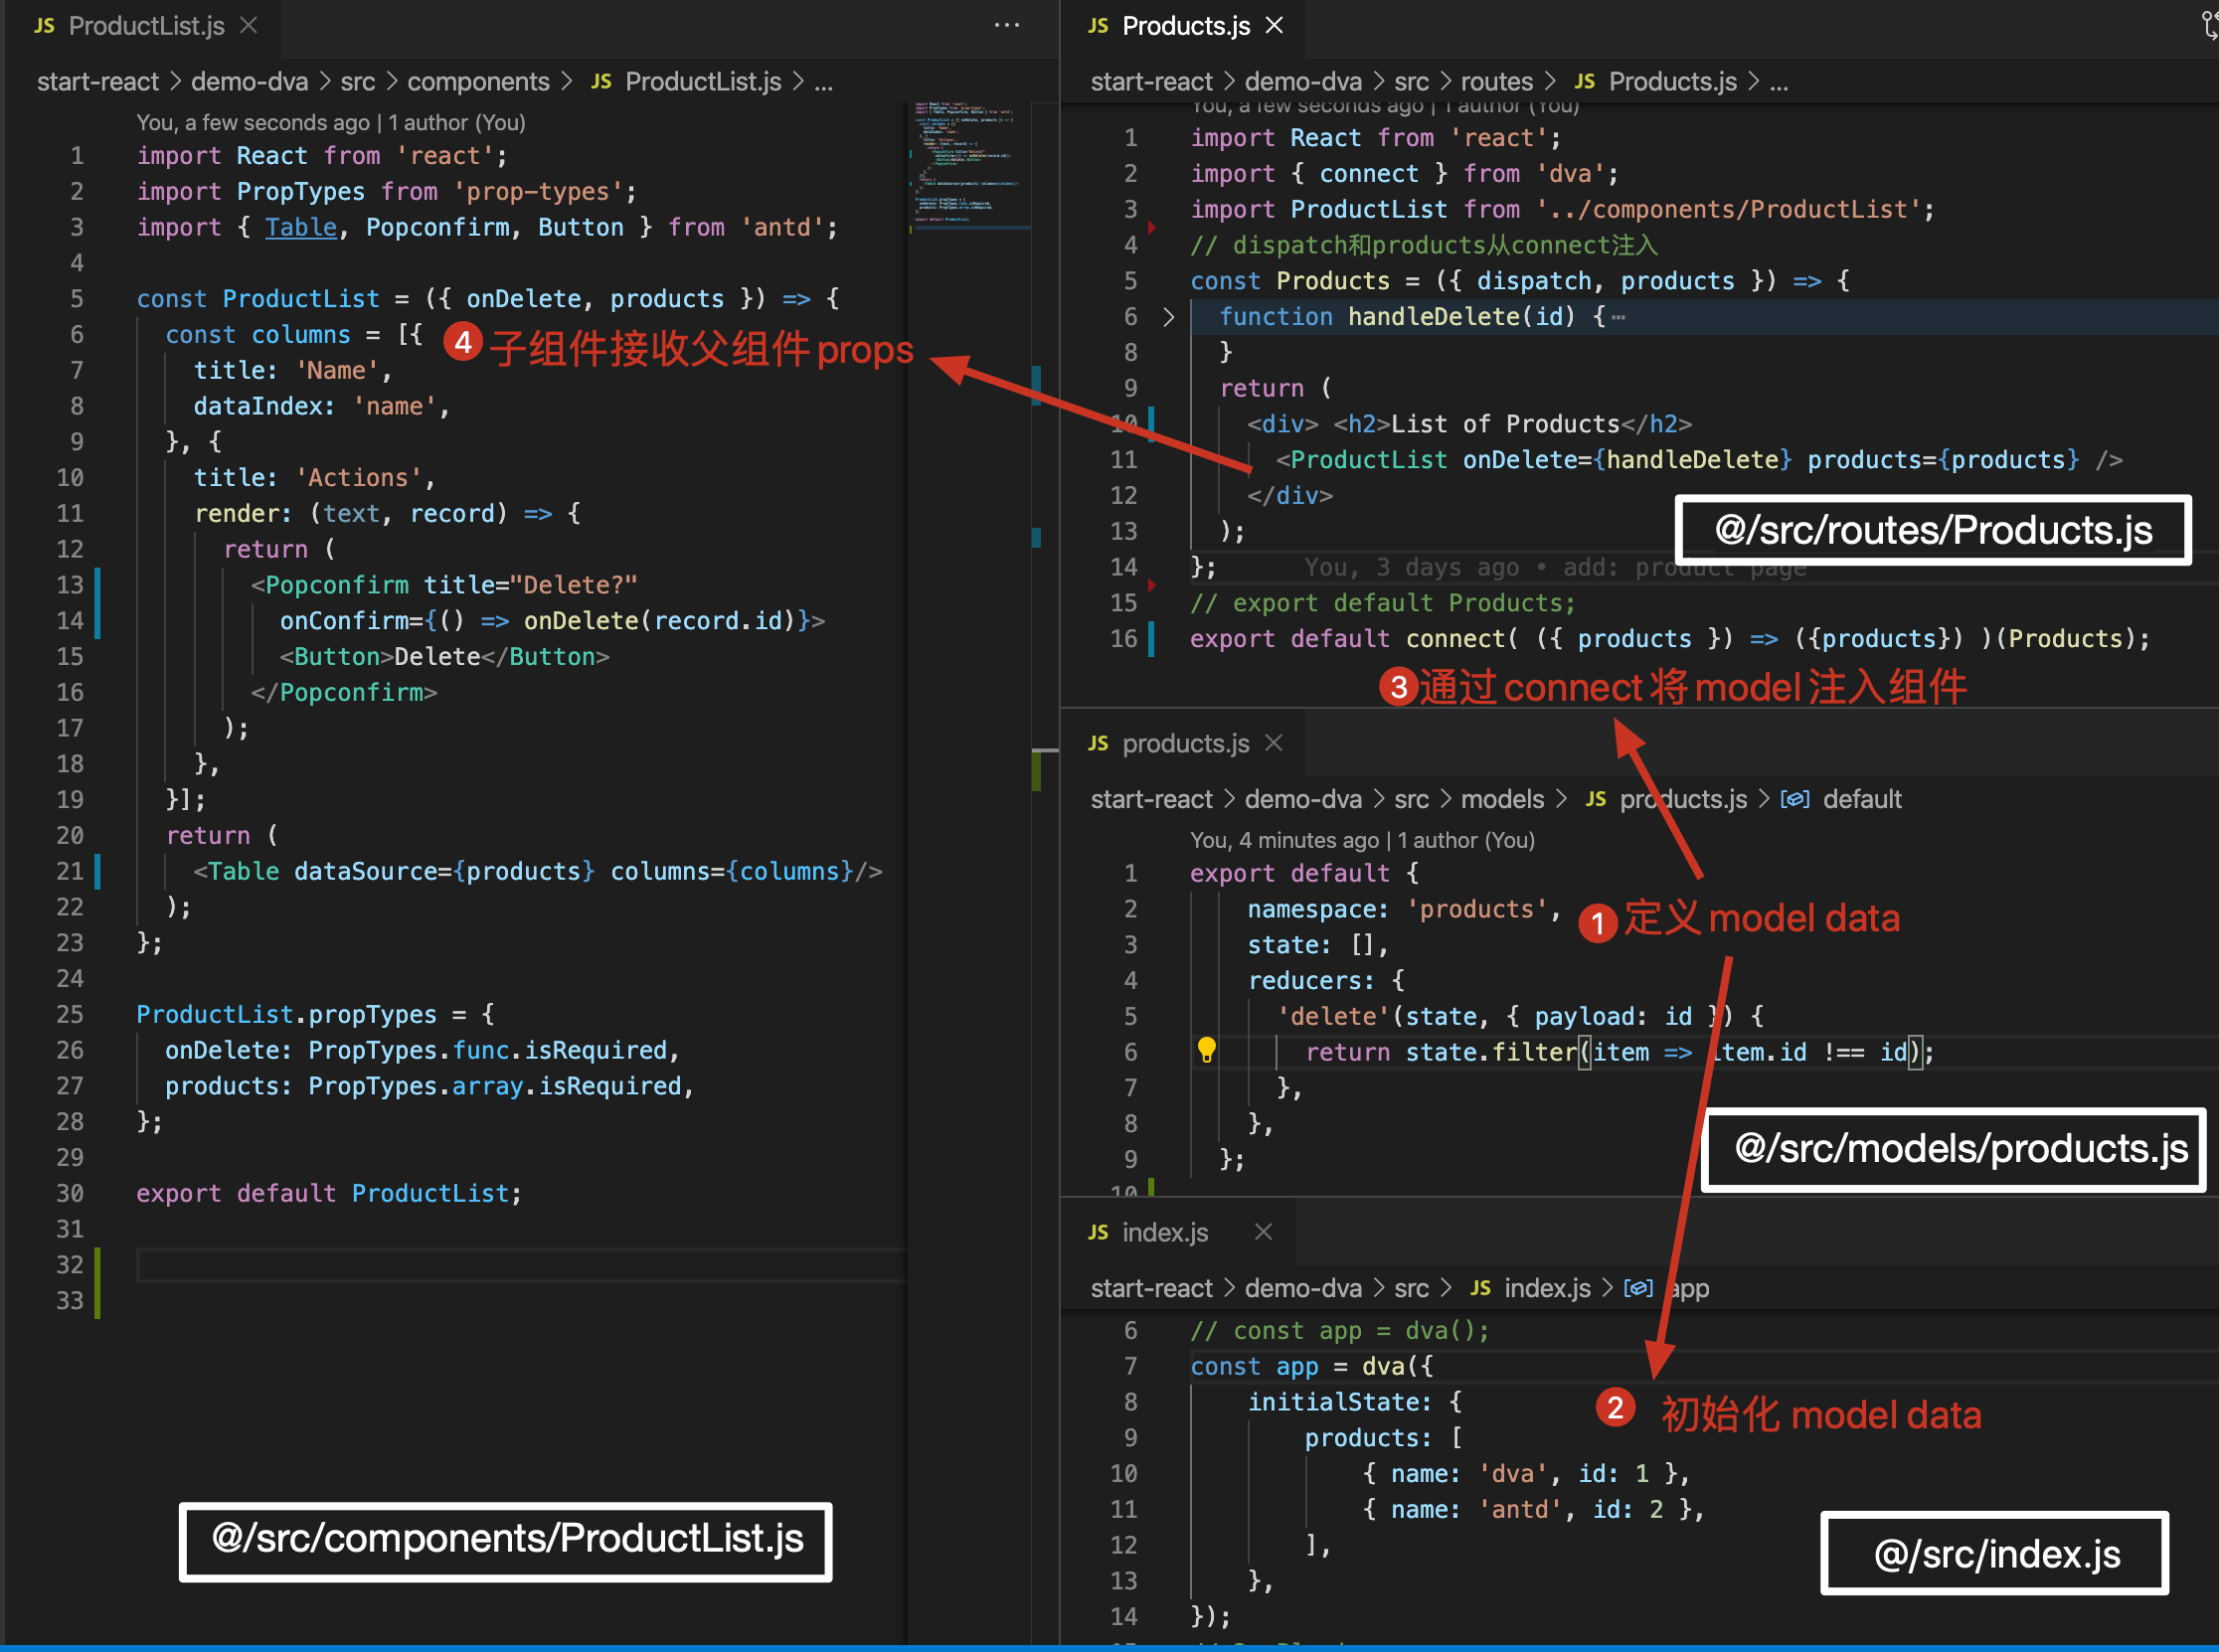 JS ProductList.js
start-react > demo-dva > src > components > JS ProductList.js > ...
You, a few seconds ago | 1 author (You)
1 import React from 'react';
2 import PropTypes from 'prop-types';
3 import { Table, Popconfirm, Button } from 'antd';
4
5 const ProductList = ({ onDelete, products }) => {
6 const columns = [{
④ 子组件接收父组件 props
7 title: 'Name',
8 dataIndex: 'name',
9 }, {
10 title: 'Actions',
11 render: (text, record) => {
12 return (
13 <Popconfirm title="Delete?"
14 onConfirm={() => onDelete(record.id)}>
15 <Button>Delete</Button>
16 </Popconfirm>
17 );
18 },
19 }];
20 return (
21 <Table dataSource={products} columns={columns}/>
22 );
23 };
24
25 ProductList.propTypes = {
26 onDelete: PropTypes.func.isRequired,
27 products: PropTypes.array.isRequired,
28 };
29
30 export default ProductList;
31
32
33
@/src/components/ProductList.js
JS Products.js
start-react > demo-dva > src > routes > JS Products.js > ...
You, a few seconds ago | 1 author (You)
1 import React from 'react';
2 import { connect } from 'dva';
3 import ProductList from '../components/ProductList';
4 // dispatch和products从connect注入
5 const Products = ({ dispatch, products }) => {
6 function handleDelete(id) {…
8 }
9 return (
10 <div> <h2>List of Products</h2>
11 <ProductList onDelete={handleDelete} products={products} />
12 </div>
13 );
@/src/routes/Products.js
14 }; You, 3 days ago • add: product page
15 // export default Products;
16 export default connect( ({ products }) => ({products}) )(Products);
③通过 connect 将 model 注入组件
JS products.js
start-react > demo-dva > src > models > JS products.js > default
You, 4 minutes ago | 1 author (You)
1 export default {
2 namespace: 'products',
① 定义 model data
3 state: [],
4 reducers: {
5 'delete'(state, { payload: id }) {
6 return state.filter(item => item.id !== id);
7 },
8 },
9 };
10
@/src/models/products.js
JS index.js
start-react > demo-dva > src > JS index.js > app
6 // const app = dva();
7 const app = dva({
8 initialState: {
② 初始化 model data
9 products: [
10 { name: 'dva', id: 1 },
11 { name: 'antd', id: 2 },
12 ],
13 },
14 });
@/src/index.js